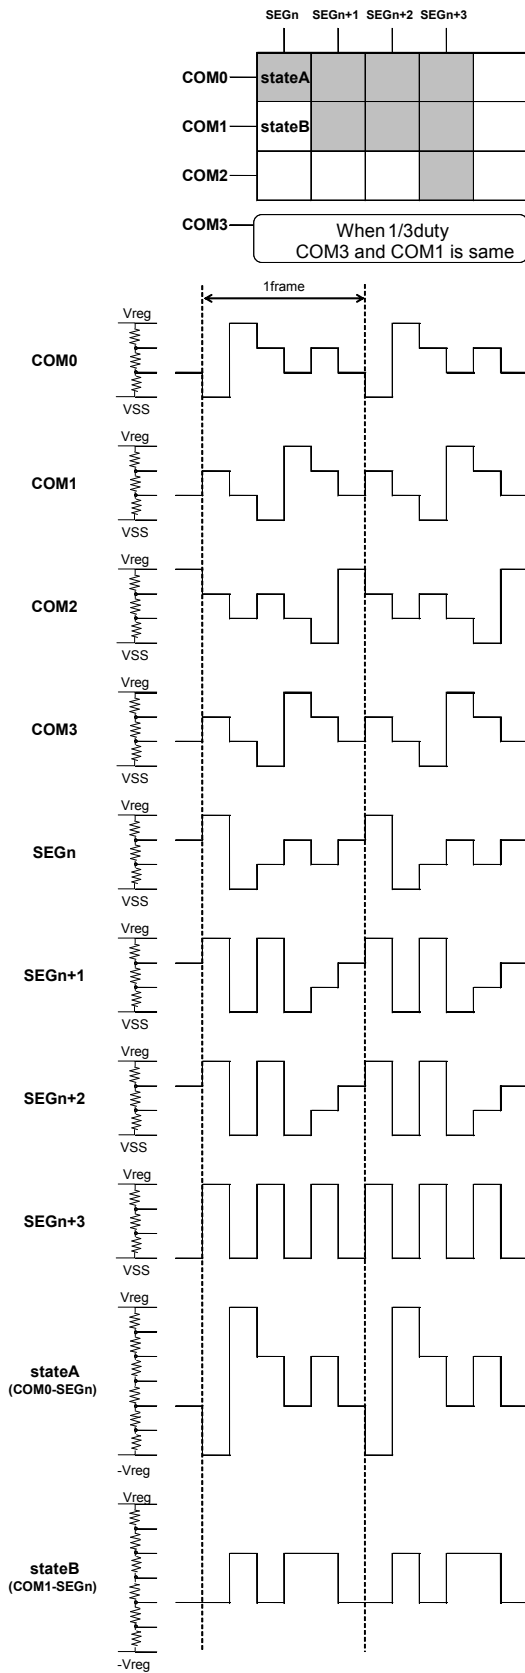 SEGn SEGn+1 SEGn+2 SEGn+3
COM0 stateA
COM1 stateB
COM2
COM3
When 1/3duty
COM3 and COM1 is same
1frame
Vreg
COM0
VSS
Vreg
COM1
VSS
Vreg
COM2
VSS
Vreg
COM3
VSS
Vreg
SEGn
VSS
Vreg
SEGn+1
VSS
Vreg
SEGn+2
VSS
Vreg
SEGn+3
VSS
Vreg
stateA
(COM0-SEGn)
-Vreg
Vreg
stateB
(COM1-SEGn)
-Vreg